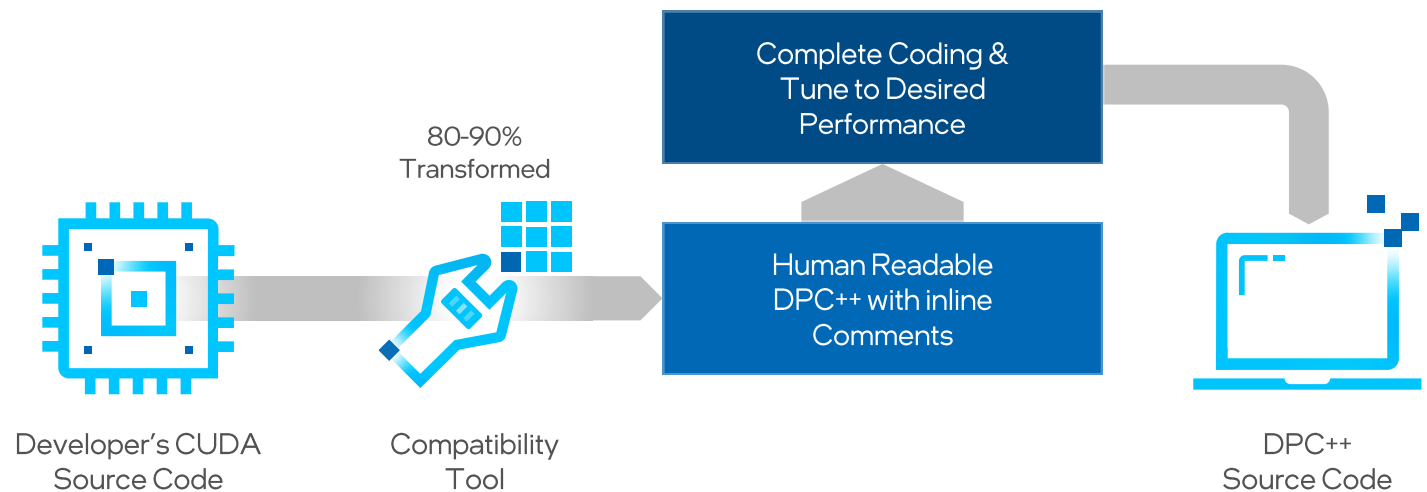 Complete Coding &
Tune to Desired
Performance
80-90%
Transformed
Human Readable
DPC++ with inline
Comments
Developer's CUDA
Source Code
Compatibility
Tool
DPC++
Source Code